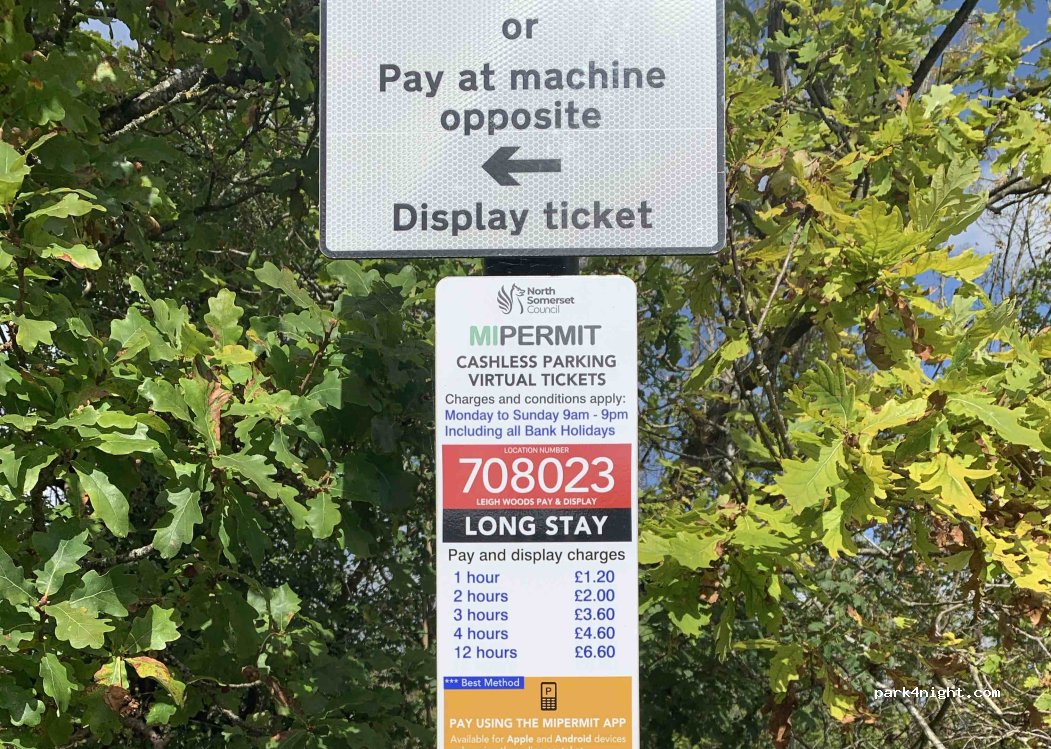 or
Pay at machine
opposite
Display ticket
North
Somerset
Council
MIPERMIT
CASHLESS PARKING
VIRTUAL TICKETS
Charges and conditions apply:
Monday to Sunday 9am - 9pm
Including all Bank Holidays
LOCATION NUMBER
708023
LEIGH WOODS PAY & DISPLAY
LONG STAY
Pay and display charges
1 hour £1.20
2 hours £2.00
3 hours £3.60
4 hours £4.60
12 hours £6.60
*** Best Method
P
PAY USING THE MIPERMIT APP
Available for Apple and Android devices
park4night.com